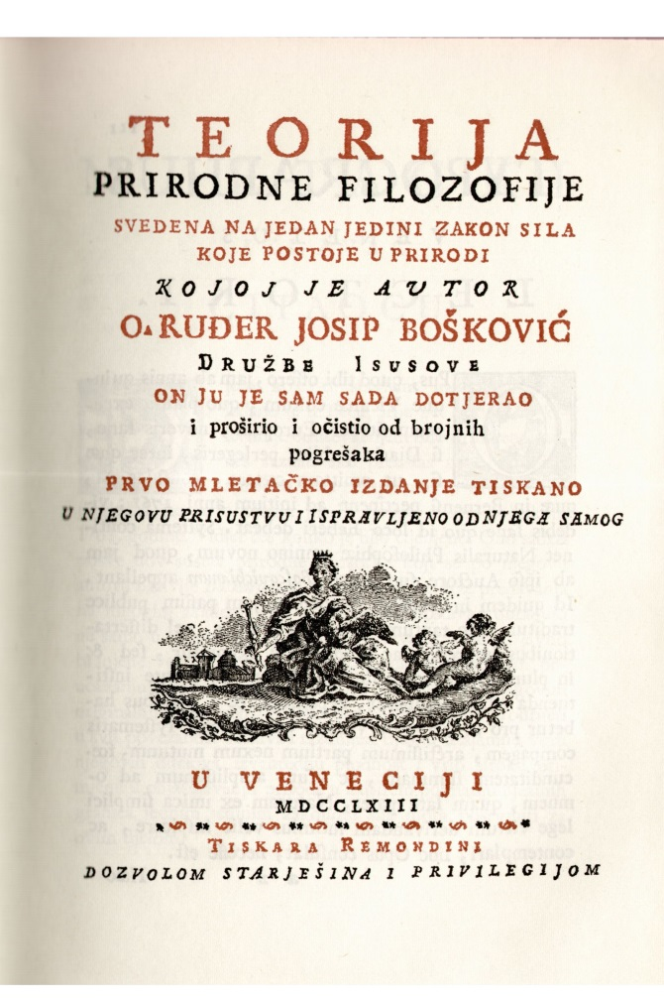 TEORIJA
PRIRODNE FILOZOFIJE
SVEDENA NA JEDAN JEDINI ZAKON SILA
KOJE POSTOJE U PRIRODI
KOJOJ JE AUTOR
O. RUĐER JOSIP BOŠKOVIĆ
DRUŽBE ISUSOVE
ON JU JE SAM SADA DOTJERAO
i proširio i očistio od brojnih
pogrešaka
PRVO MLETAČKO IZDANJE TISKANO
U NJEGOVU PRISUSTVU I ISPRAVLJENO OD NJEGA SAMOG
U VENECIJI
MDCCLXIII
TISKARA REMONDINI
DOZVOLOM STARJEŠINA I PRIVILEGIJOM